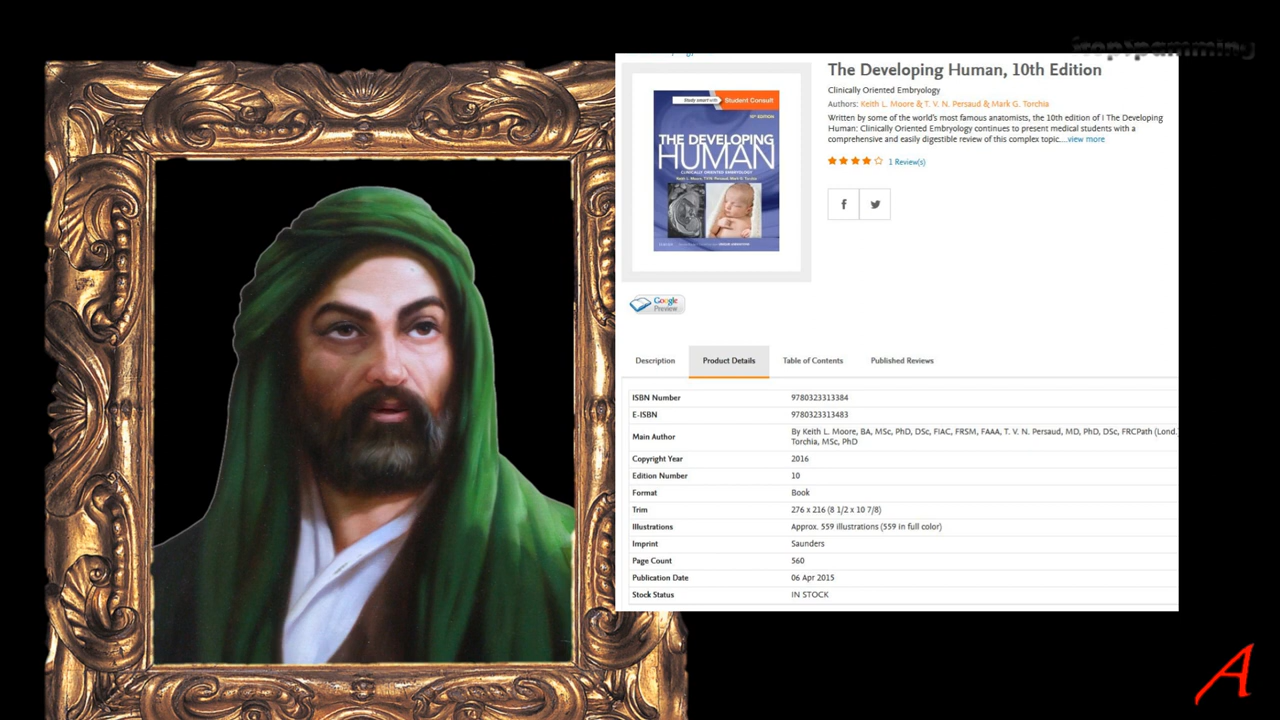 The Developing Human, 10th Edition
Clinically Oriented Embryology
Authors: Keith L. Moore & T. V. N. Persaud & Mark G. Torchia
Written by some of the world's most famous anatomists, the 10th edition of I The Developing
Human: Clinically Oriented Embryology continues to present medical students with a
comprehensive and easily digestible review of this complex topic....view more
1 Review(s)
Study smart with Student Consult
10TH EDITION
THE DEVELOPING
HUMAN
CLINICALLY ORIENTED EMBRYOLOGY
Google
Preview
Description Product Details Table of Contents Published Reviews
ISBN Number 9780323313384
E-ISBN 9780323313483
Main Author By Keith L. Moore, BA, MSc, PhD, DSc, FIAC, FRSM, FAAA, T. V. N. Persaud, MD, PhD, DSc, FRCPath (Lond.)
Torchia, MSc, PhD
Copyright Year 2016
Edition Number 10
Format Book
Trim 276 x 216 (8 1/2 x 10 7/8)
Illustrations Approx. 559 illustrations (559 in full color)
Imprint Saunders
Page Count 560
Publication Date 06 Apr 2015
Stock Status IN STOCK
A